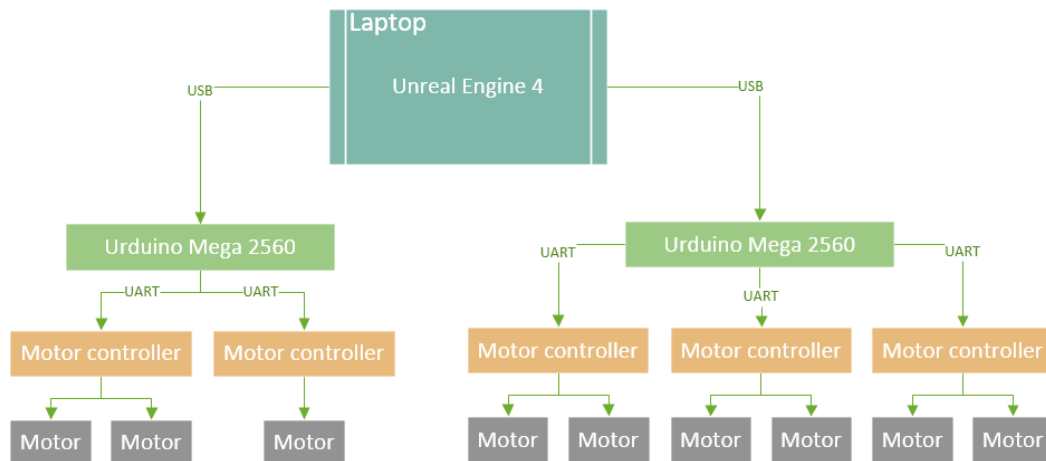 Laptop
Unreal Engine 4
USB
USB
Urduino Mega 2560
Urduino Mega 2560
UART
UART
UART
UART
UART
Motor controller
Motor controller
Motor controller
Motor controller
Motor controller
Motor
Motor
Motor
Motor
Motor
Motor
Motor
Motor
Motor